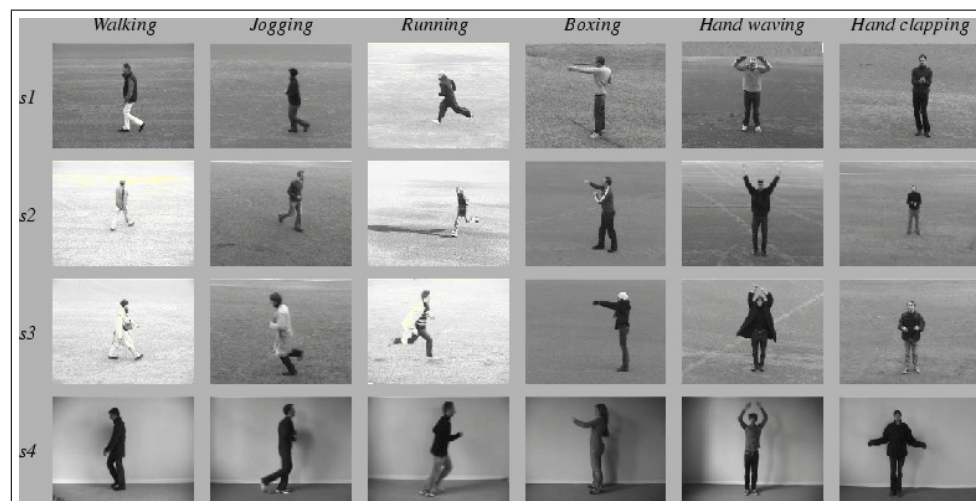 Walking Jogging Running Boxing Hand waving Hand clapping
s1
s2
s3
s4